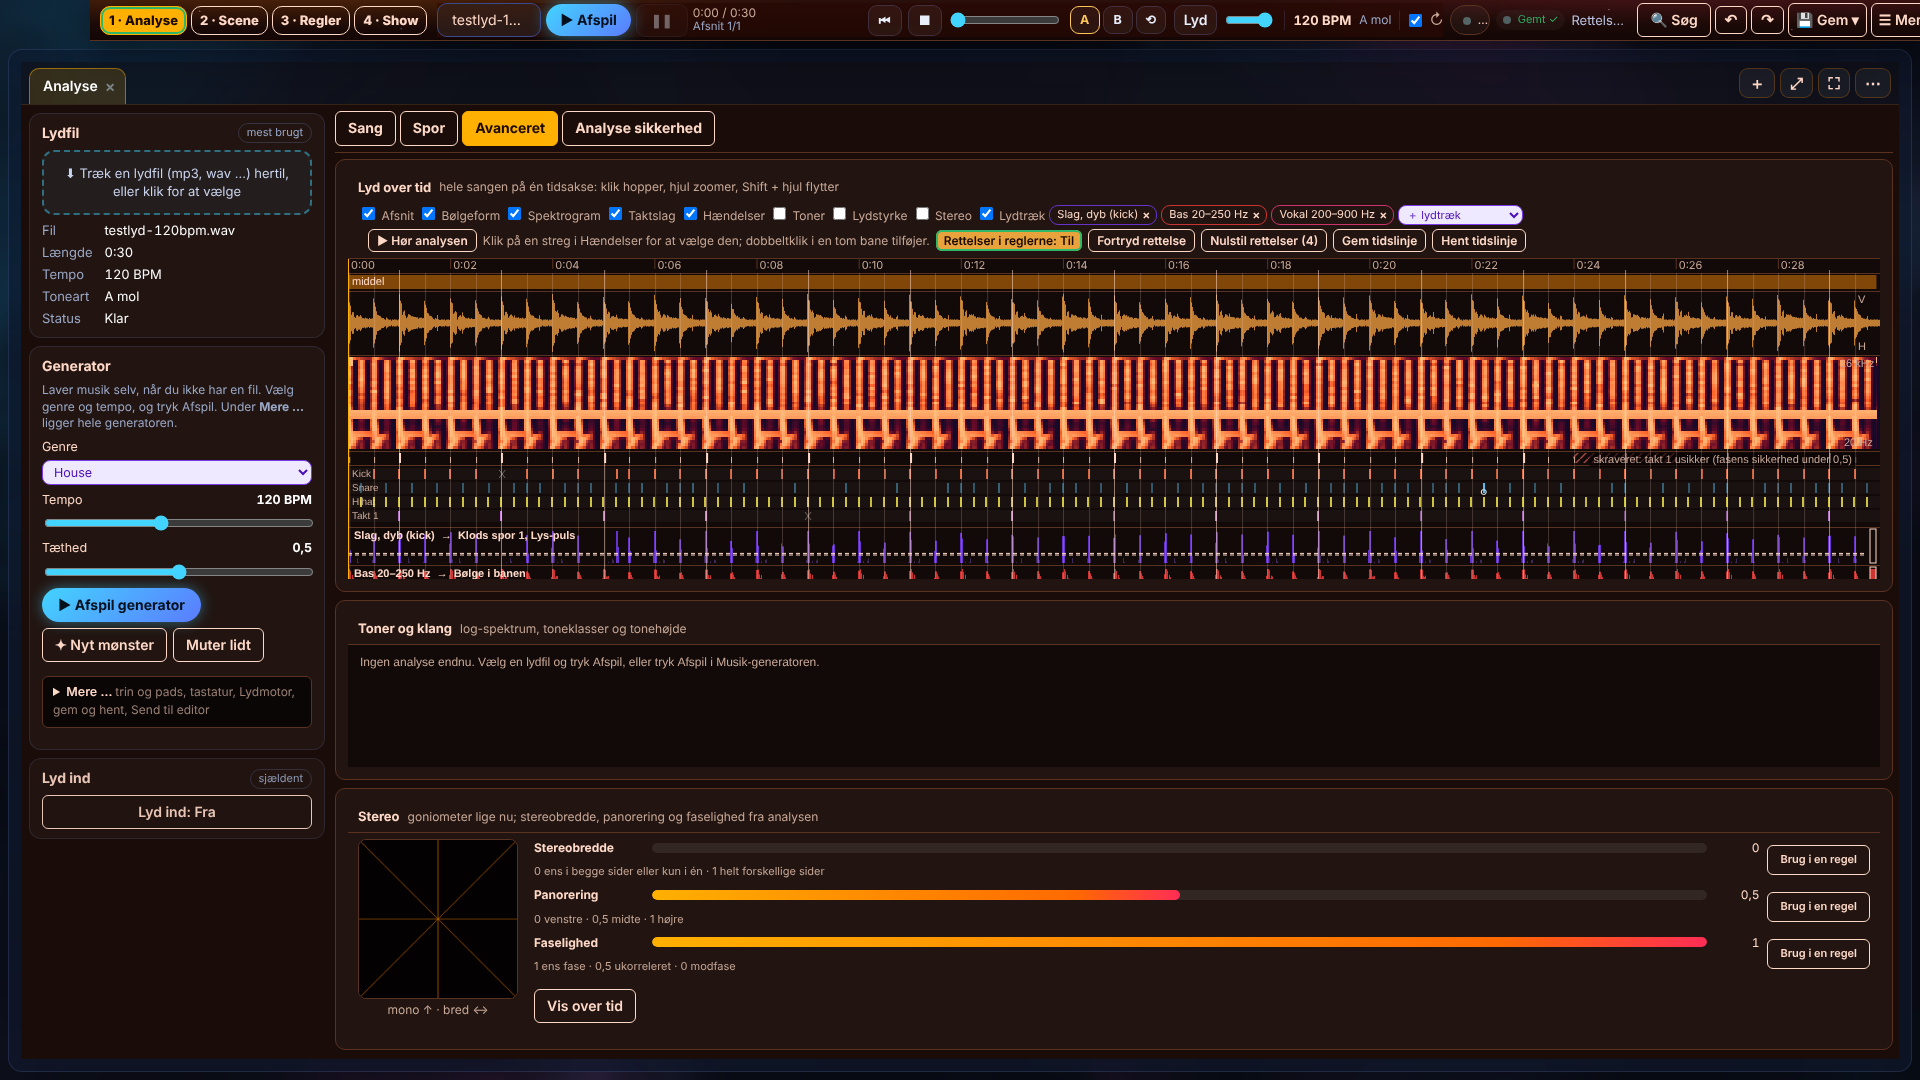 1 · Analyse
2 · Scene
3 · Regler
4 · Show
testlyd-1...
▶ Afspil
0:00 / 0:30
Afsnit 1/1
A
B
Lyd
120 BPM
A mol
...
Gemt ✓
Rettels...
🔍 Søg
💾 Gem ▾
Analyse ×
+
⋯
Lydfil
mest brugt
⬇ Træk en lydfil (mp3, wav ...) hertil,
eller klik for at vælge
Fil testlyd-120bpm.wav
Længde 0:30
Tempo 120 BPM
Toneart A mol
Status Klar
Generator
Laver musik selv, når du ikke har en fil. Vælg
genre og tempo, og tryk Afspil. Under Mere ...
ligger hele generatoren.
Genre
House
Tempo 120 BPM
Tæthed 0,5
▶ Afspil generator
✦ Nyt mønster
Muter lidt
▶ Mere ... trin og pads, tastatur, Lydmotor,
gem og hent, Send til editor
Lyd ind
sjældent
Lyd ind: Fra
Sang
Spor
Avanceret
Analyse sikkerhed
Lyd over tid hele sangen på én tidsakse: klik hopper, hjul zoomer, Shift + hjul flytter
Afsnit Bølgeform Spektrogram Taktslag Hændelser Toner Lydstyrke Stereo Lydtræk Slag, dyb (kick) × Bas 20–250 Hz × Vokal 200–900 Hz × + lydtræk
▶ Hør analysen Klik på en streg i Hændelser for at vælge den; dobbeltklik i en tom bane tilføjer. Rettelser i reglerne: Til Fortryd rettelse Nulstil rettelser (4) Gem tidslinje Hent tidslinje
0:00 0:02 0:04 0:06 0:08 0:10 0:12 0:14 0:16 0:18 0:20 0:22 0:24 0:26 0:28
middel
V
H
skraveret: takt 1 usikker (fasens sikkerhed under 0,5)
Kick
Snare
Hihat
Takt 1
Slag, dyb (kick) → Klods spor 1, Lys-puls
Bas 20–250 Hz → Bølge i banen
Toner og klang log-spektrum, toneklasser og tonehøjde
Ingen analyse endnu. Vælg en lydfil og tryk Afspil, eller tryk Afspil i Musik-generatoren.
Stereo goniometer lige nu; stereobredde, panorering og faselighed fra analysen
mono ↑ · bred ↔
Stereobredde 0 Brug i en regel
0 ens i begge sider eller kun i én · 1 helt forskellige sider
Panorering 0,5 Brug i en regel
0 venstre · 0,5 midte · 1 højre
Faselighed 1 Brug i en regel
1 ens fase · 0,5 ukorreleret · 0 modfase
Vis over tid